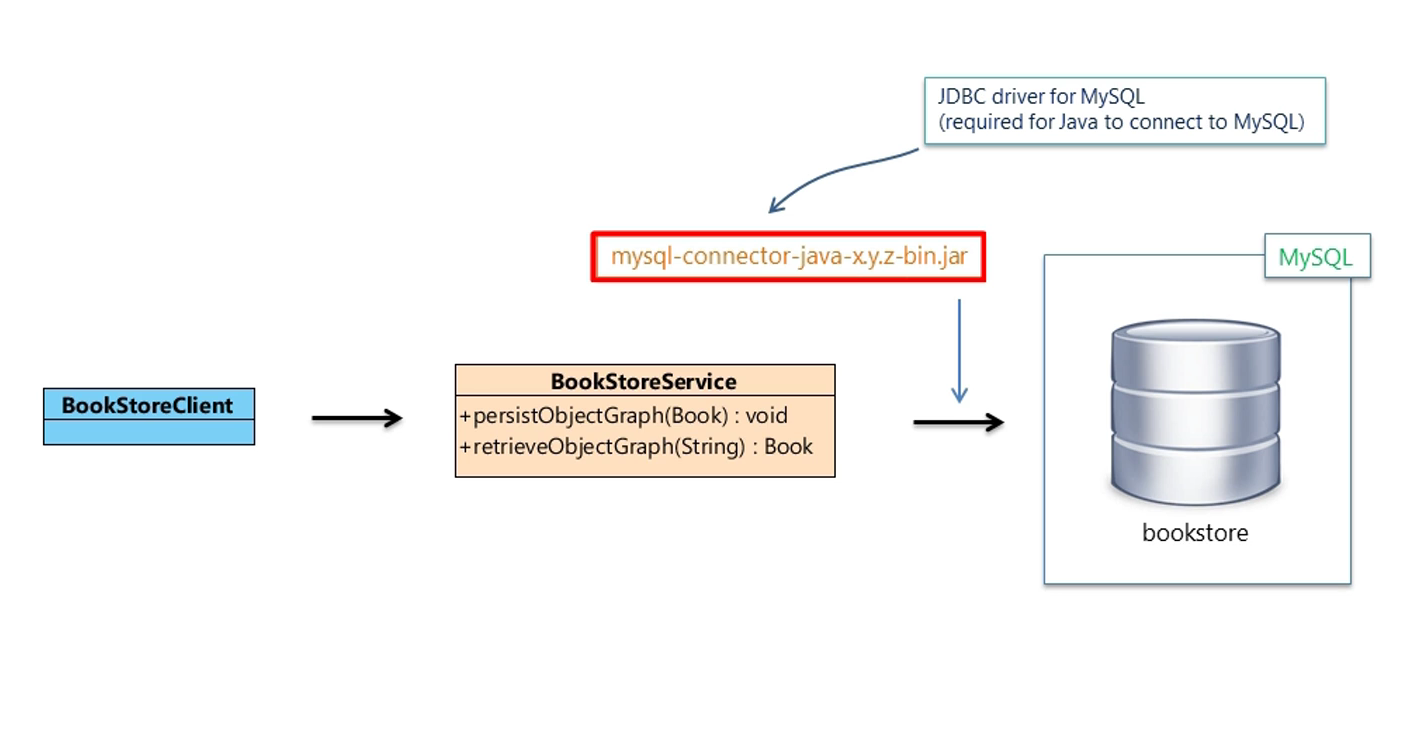 JDBC driver for MySQL
(required for Java to connect to MySQL)
mysql-connector-java-x.y.z-bin.jar
MySQL
BookStoreClient
BookStoreService
+persistObjectGraph(Book) : void
+retrieveObjectGraph(String) : Book
bookstore